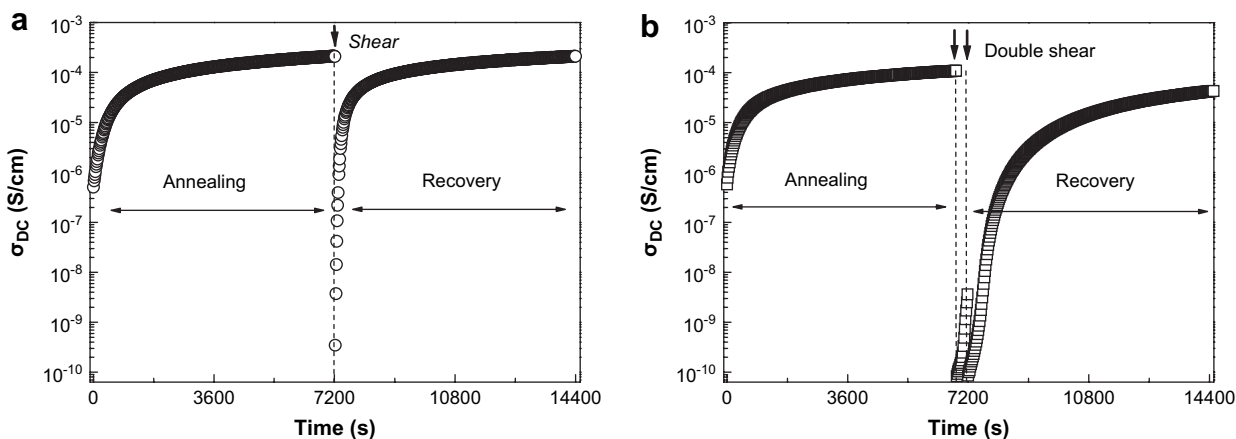 a
10⁻³
10⁻⁴
10⁻⁵
10⁻⁶
10⁻⁷
10⁻⁸
10⁻⁹
10⁻¹⁰
σDC (S/cm)
Shear
Annealing
Recovery
0
3600
7200
10800
14400
Time (s)
b
10⁻³
10⁻⁴
10⁻⁵
10⁻⁶
10⁻⁷
10⁻⁸
10⁻⁹
10⁻¹⁰
σDC (S/cm)
Double shear
Annealing
Recovery
0
3600
7200
10800
14400
Time (s)